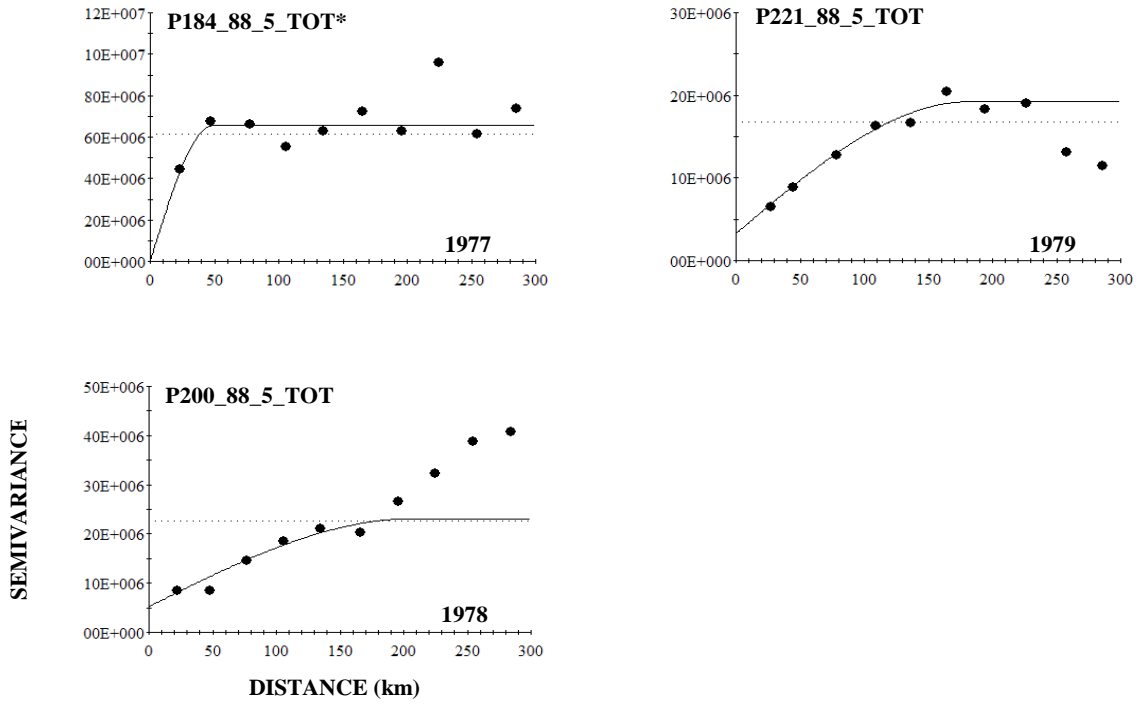 P184_88_5_TOT*
12E+007
10E+007
80E+006
60E+006
40E+006
20E+006
00E+000
0 50 100 150 200 250 300
1977
P221_88_5_TOT
30E+006
20E+006
10E+006
00E+000
0 50 100 150 200 250 300
1979
P200_88_5_TOT
50E+006
40E+006
30E+006
20E+006
10E+006
00E+000
0 50 100 150 200 250 300
1978
SEMIVARIANCE
DISTANCE (km)